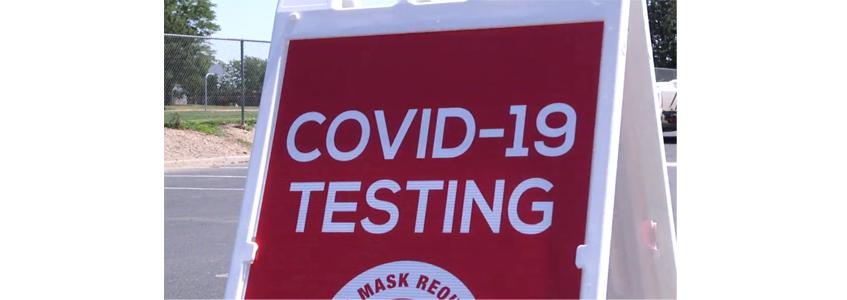 COVID-19
TESTING
MASK